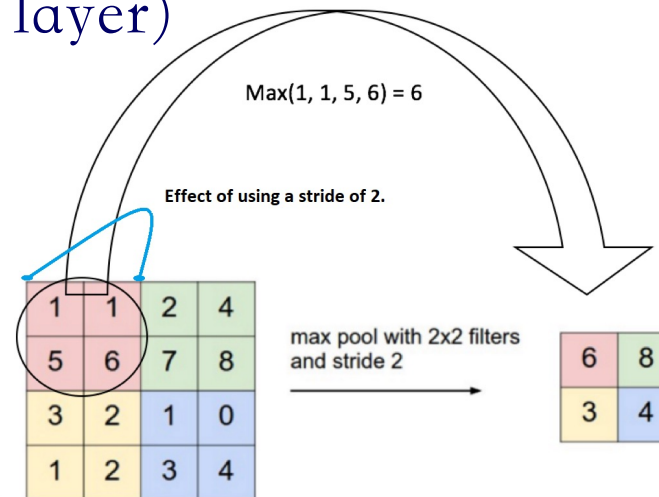 layer)
Max(1, 1, 5, 6) = 6
Effect of using a stride of 2.
1 1 2 4
5 6 7 8
3 2 1 0
1 2 3 4
max pool with 2x2 filters
and stride 2
6 8
3 4